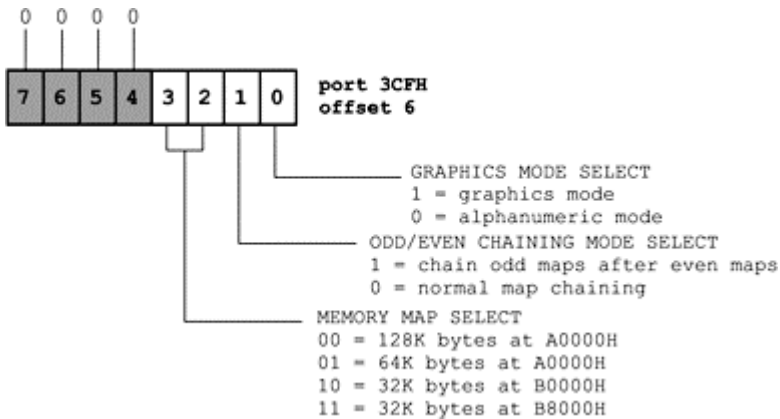 0 0 0 0
7 6 5 4 3 2 1 0
port 3CFH
offset 6
GRAPHICS MODE SELECT
1 = graphics mode
0 = alphanumeric mode
ODD/EVEN CHAINING MODE SELECT
1 = chain odd maps after even maps
0 = normal map chaining
MEMORY MAP SELECT
00 = 128K bytes at A0000H
01 = 64K bytes at A0000H
10 = 32K bytes at B0000H
11 = 32K bytes at B8000H